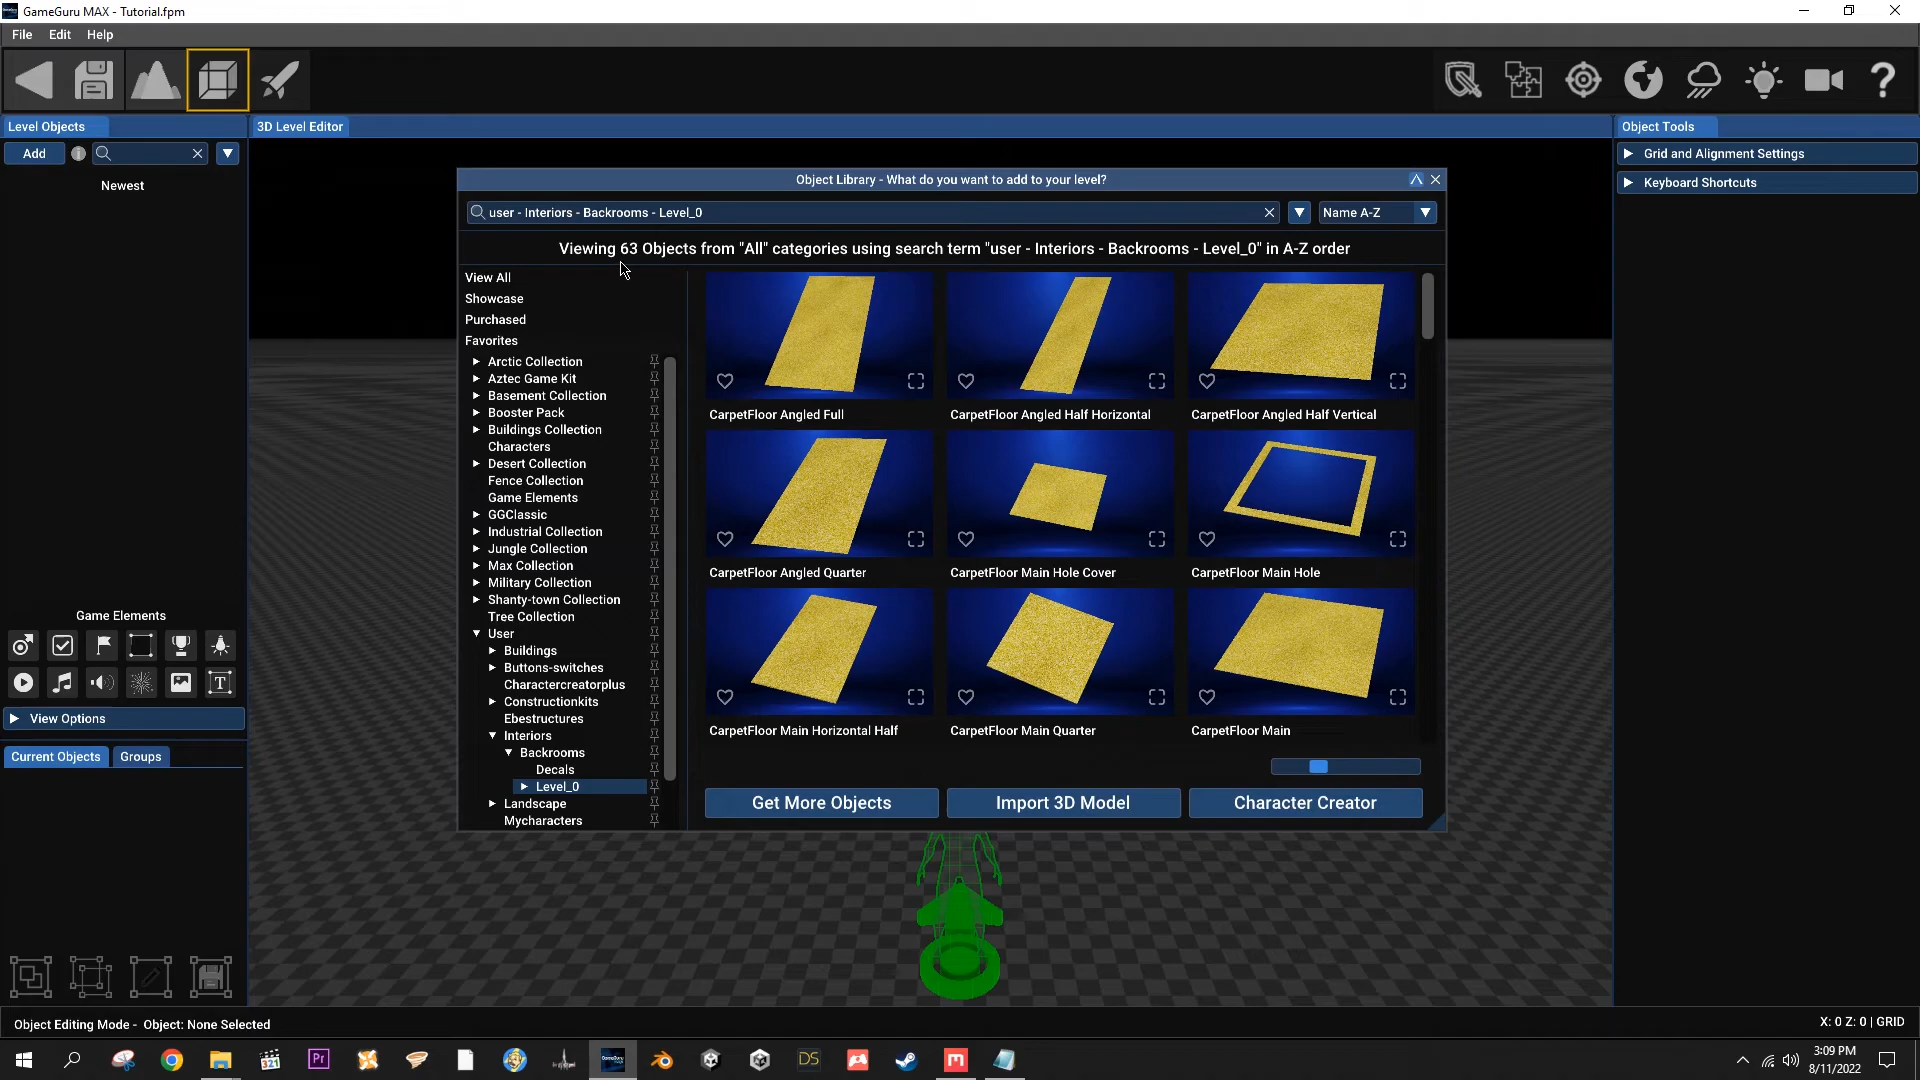 GameGuru MAX - Tutorial.fpm
File Edit Help
Level Objects
3D Level Editor
Object Tools
Add
Grid and Alignment Settings
Newest
Keyboard Shortcuts
Object Library - What do you want to add to your level?
user - Interiors - Backrooms - Level_0
Name A-Z
Viewing 63 Objects from "All" categories using search term "user - Interiors - Backrooms - Level_0" in A-Z order
View All
Showcase
Purchased
Favorites
Arctic Collection
Aztec Game Kit
Basement Collection
Booster Pack
Buildings Collection
Characters
Desert Collection
Fence Collection
Game Elements
GGClassic
Industrial Collection
Jungle Collection
Max Collection
Military Collection
Shanty-town Collection
Tree Collection
User
Buildings
Buttons-switches
Charactercreatorplus
Constructionkits
Ebestructures
Interiors
Backrooms
Decals
Level_0
Landscape
Mycharacters
CarpetFloor Angled Full
CarpetFloor Angled Half Horizontal
CarpetFloor Angled Half Vertical
CarpetFloor Angled Quarter
CarpetFloor Main Hole Cover
CarpetFloor Main Hole
CarpetFloor Main Horizontal Half
CarpetFloor Main Quarter
CarpetFloor Main
Get More Objects
Import 3D Model
Character Creator
Game Elements
View Options
Current Objects
Groups
Object Editing Mode - Object: None Selected
X: 0 Z: 0 | GRID
321
Pr
DS
3:09 PM
8/11/2022